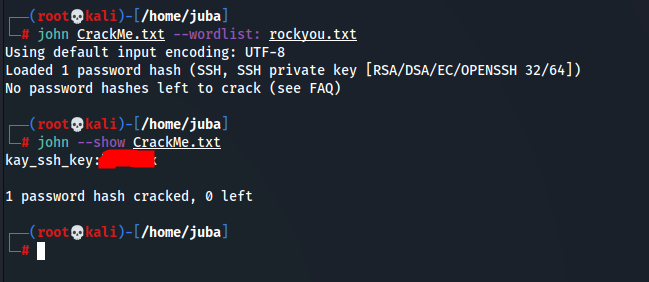 (root💀kali)-[/home/juba]
# john CrackMe.txt --wordlist: rockyou.txt
Using default input encoding: UTF-8
Loaded 1 password hash (SSH, SSH private key [RSA/DSA/EC/OPENSSH 32/64])
No password hashes left to crack (see FAQ)
(root💀kali)-[/home/juba]
# john --show CrackMe.txt
kay_ssh_key:
1 password hash cracked, 0 left
(root💀kali)-[/home/juba]
#